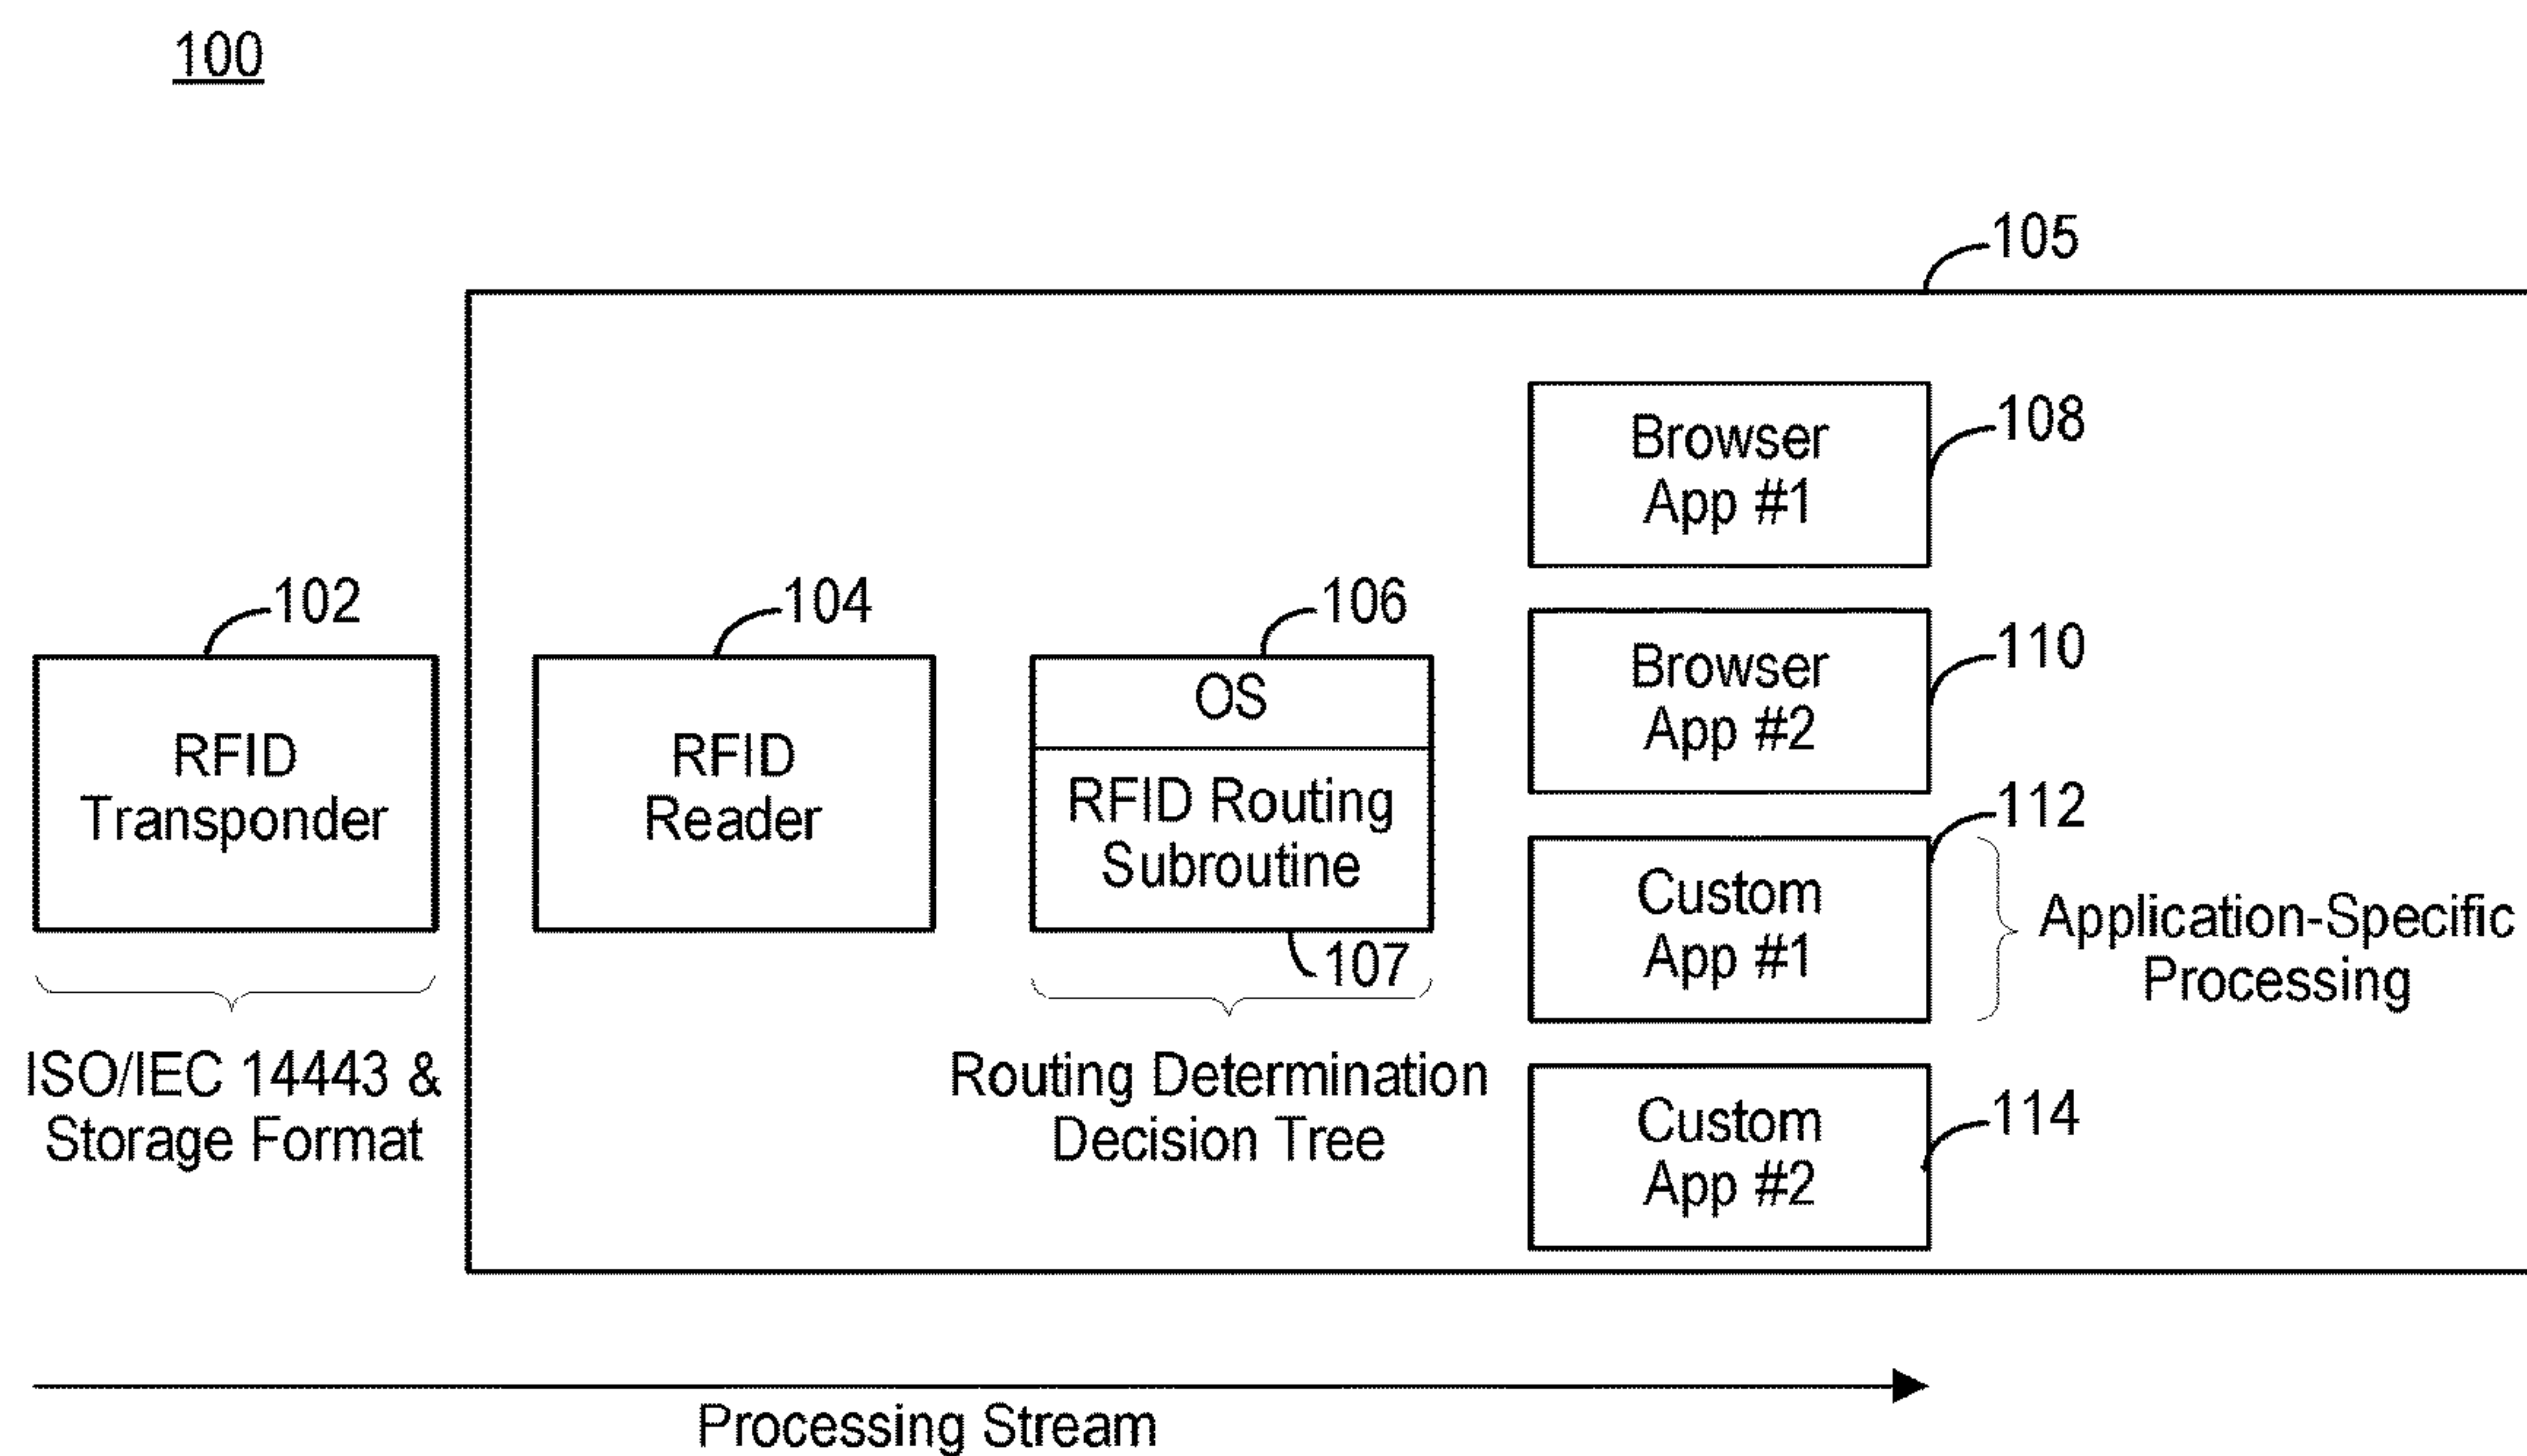 100
105
Browser
App #1
108
102
104
106
Browser
App #2
110
RFID
Transponder
RFID
Reader
OS
RFID Routing
Subroutine
107
Custom
App #1
112
Application-Specific
Processing
ISO/IEC 14443 &
Storage Format
Routing Determination
Decision Tree
Custom
App #2
114
Processing Stream